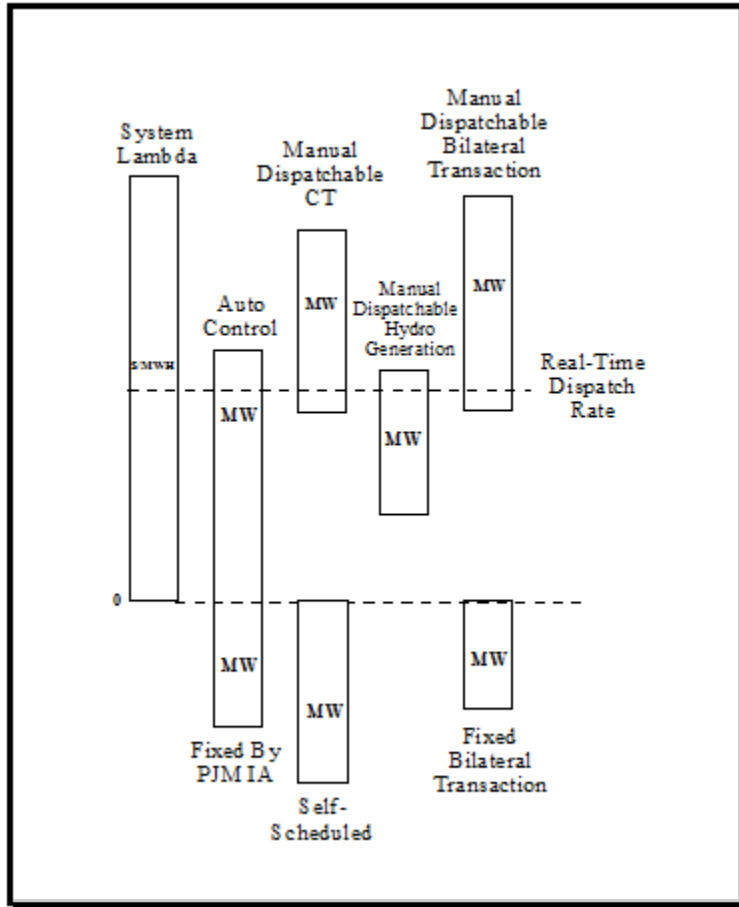 System
Lambda
Manual
Dispatchable
CT
Manual
Dispatchable
Bilateral
Transaction
Auto
Control
Manual
Dispatchable
Hydro
Generation
MW
MW
$/MWH
Real-Time
Dispatch
Rate
MW
MW
0
MW
MW
MW
Fixed By
PJM IA
Self-
Scheduled
Fixed
Bilateral
Transaction